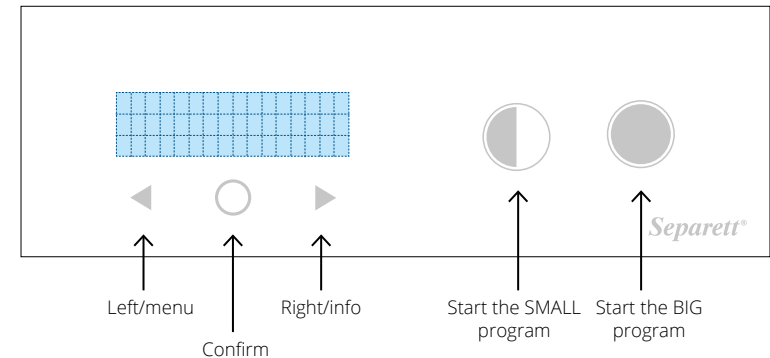 Separett®
Left/menu
Right/info
Start the SMALL
program
Start the BIG
program
Confirm